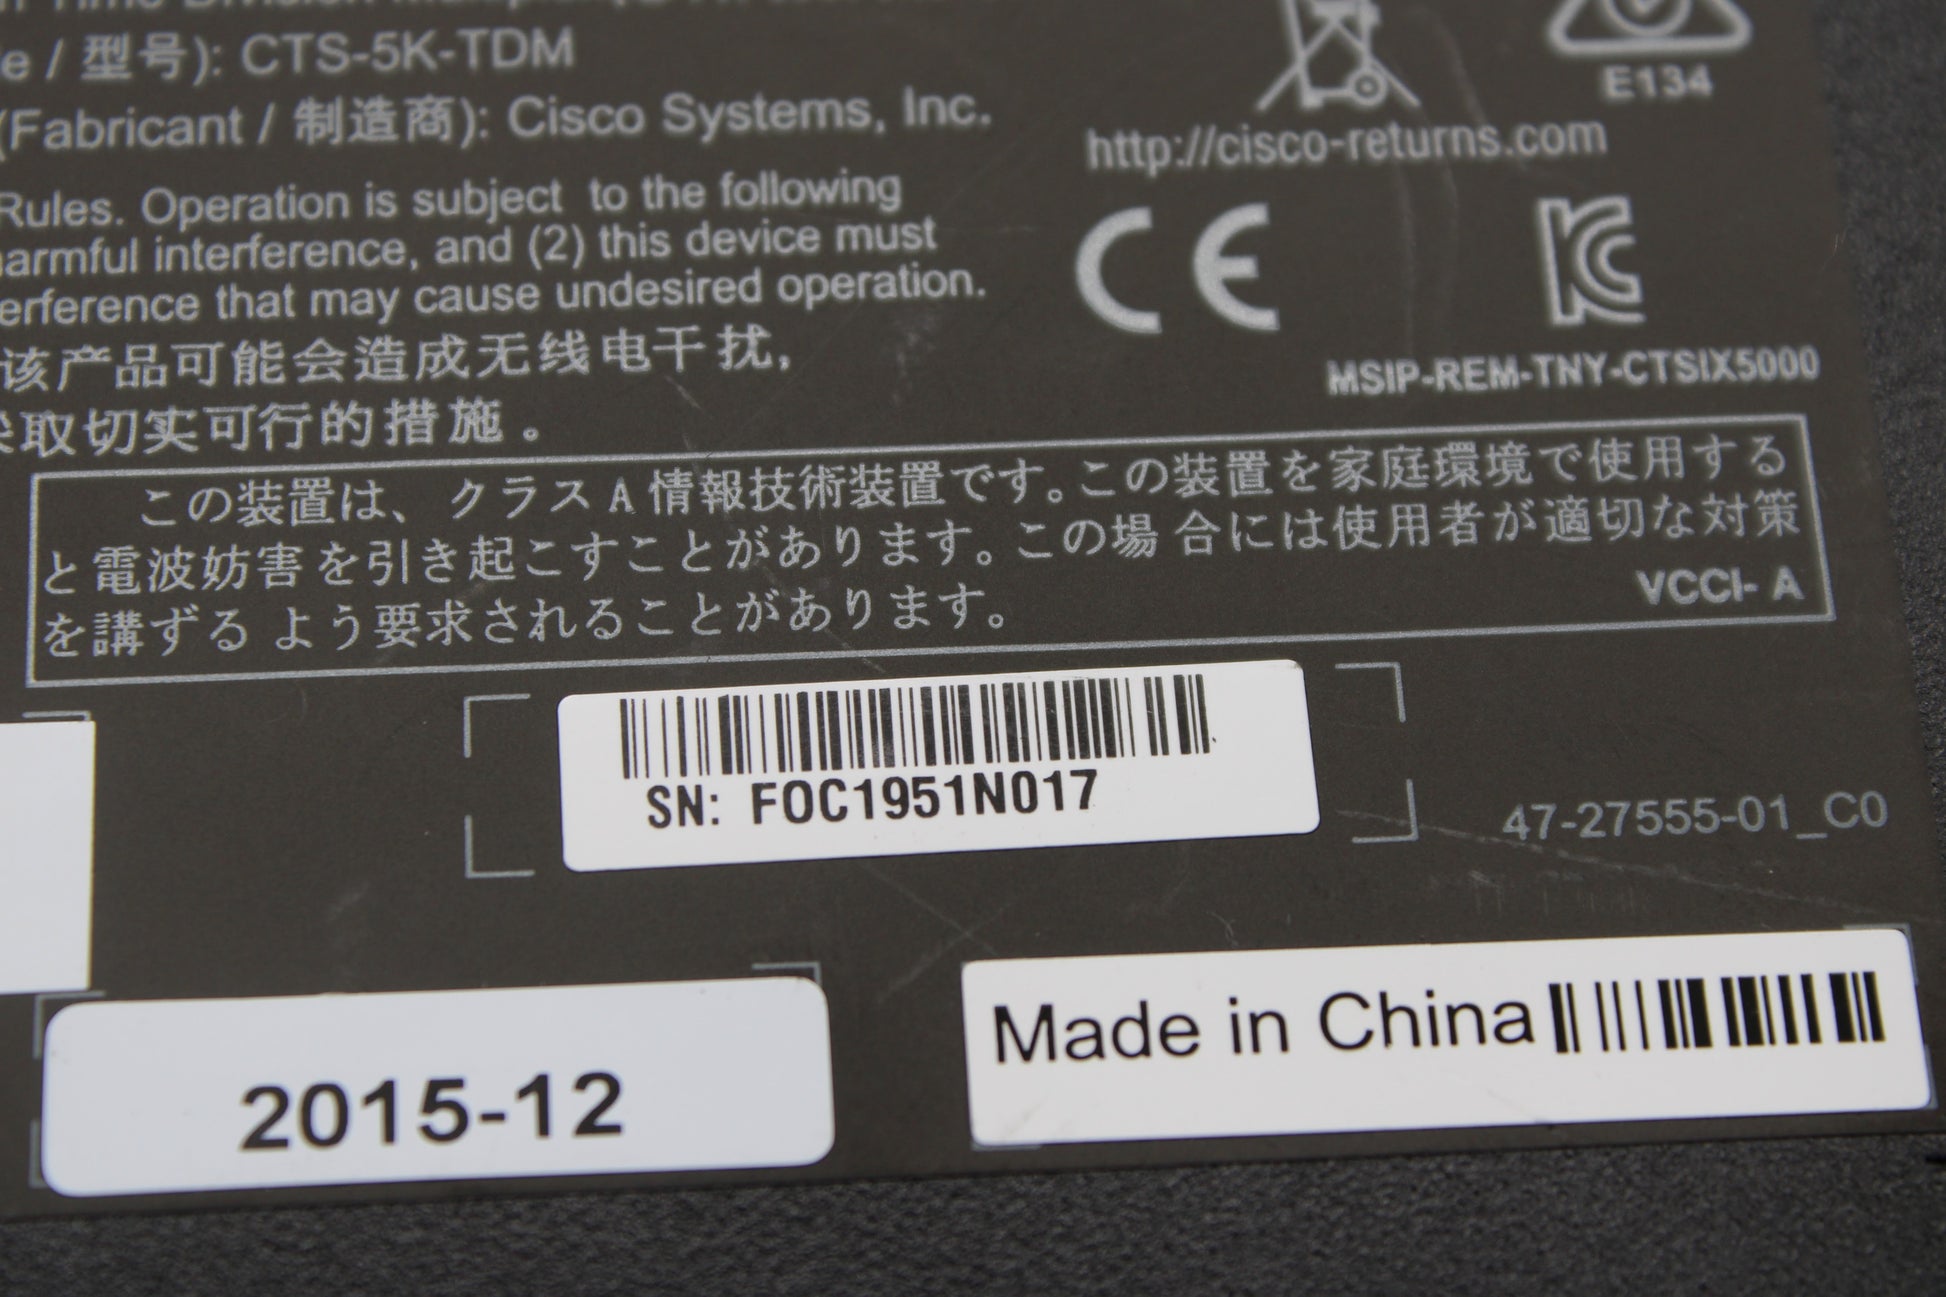 e / 型号): CTS-5K-TDM
(Fabricant / 制造商): Cisco Systems, Inc.
E134
http://cisco-returns.com
Rules. Operation is subject to the following
harmful interference, and (2) this device must
erference that may cause undesired operation.
CE
MSIP-REM-TNY-CTSIX5000
该产品可能会造成无线电干扰,
采取切实可行的措施。
この装置は、クラス A 情報技術装置です。この装置を家庭環境で使用する
と電波妨害を引き起こすことがあります。この場 合には使用者が適切な対策
を講ずる よう要求されることがあります。
VCCI- A
SN: FOC1951N017
47-27555-01_C0
2015-12
Made in China